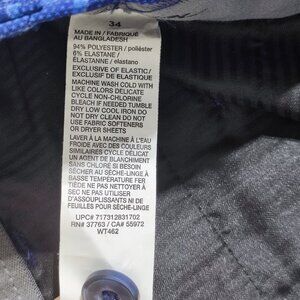 34
MADE IN / FABRIQUÉ
AU BANGLADESH
94% POLYESTER / poliéster
6% ELASTANE /
ÉLASTANNE / elastano
EXCLUSIVE OF ELASTIC/
EXCLUSIF DE ELASTIQUE
MACHINE WASH COLD WITH
LIKE COLORS DELICATE
CYCLE NON-CHLORINE
BLEACH IF NEEDED TUMBLE
DRY LOW COOL IRON DO
NOT DRY CLEAN DO NOT
USE FABRIC SOFTENERS
OR DRYER SHEETS
LAVER À LA MACHINE À L'EAU
FROIDE AVEC DES COULEURS
SIMILAIRES CYCLE DÉLICAT
UN AGENT DE BLANCHIMENT
SANS CHLORE SI BESOIN
SÉCHER AU SÈCHE-LINGE À
BASSE TEMPÉRATURE FER
TIÈDE NE PAS NETTOYER À
SEC NE PAS UTILISER
D'ASSOUPLISSANTS NI DE
FEUILLES POUR SÈCHE-LINGE
UPC# 717312831702
RN# 37763 / CA# 55972
WT462